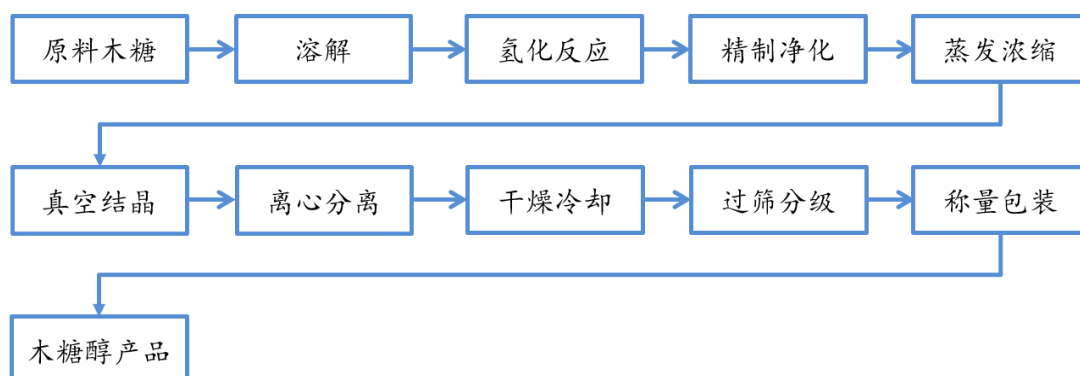 原料木糖
溶解
氢化反应
精制净化
蒸发浓缩
真空结晶
离心分离
干燥冷却
过筛分级
称量包装
木糖醇产品